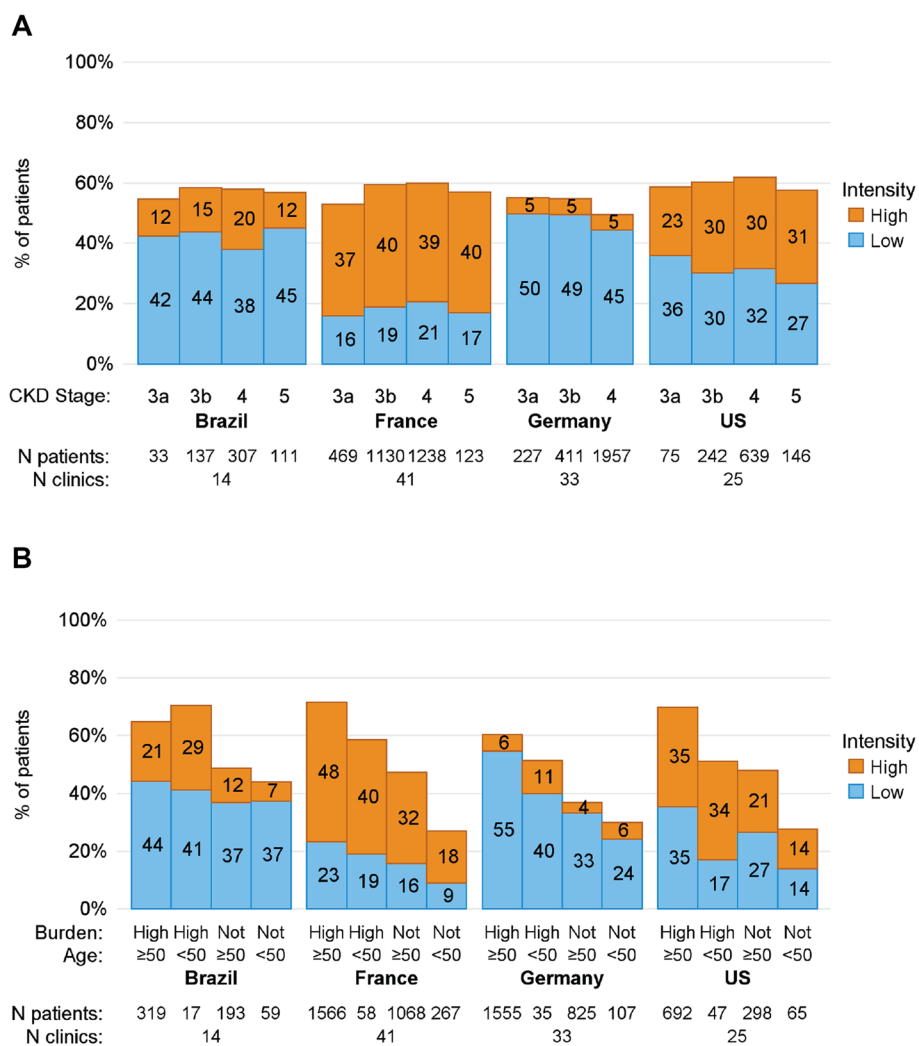 A
100%
80%
60%
40%
20%
0%
% of patients
12 15 20 12 37 40 39 40 5 5 5 23 30 30 31
42 44 38 45 16 19 21 17 50 49 45 36 30 32 27
Intensity
High
Low
CKD Stage: 3a 3b 4 5 3a 3b 4 5 3a 3b 4 3a 3b 4 5
Brazil France Germany US
N patients: 33 137 307 111 469 1130 1238 123 227 411 1957 75 242 639 146
N clinics: 14 41 33 25
B
100%
80%
60%
40%
20%
0%
% of patients
21 29 12 7 48 40 32 18 6 11 4 6 35 34 21 14
44 41 37 37 23 19 16 9 55 40 33 24 35 17 27 14
Intensity
High
Low
Burden: High High Not Not High High Not Not High High Not Not High High Not Not
Age: ≥50 <50 ≥50 <50 ≥50 <50 ≥50 <50 ≥50 <50 ≥50 <50 ≥50 <50 ≥50 <50
Brazil France Germany US
N patients: 319 17 193 59 1566 58 1068 267 1555 35 825 107 692 47 298 65
N clinics: 14 41 33 25